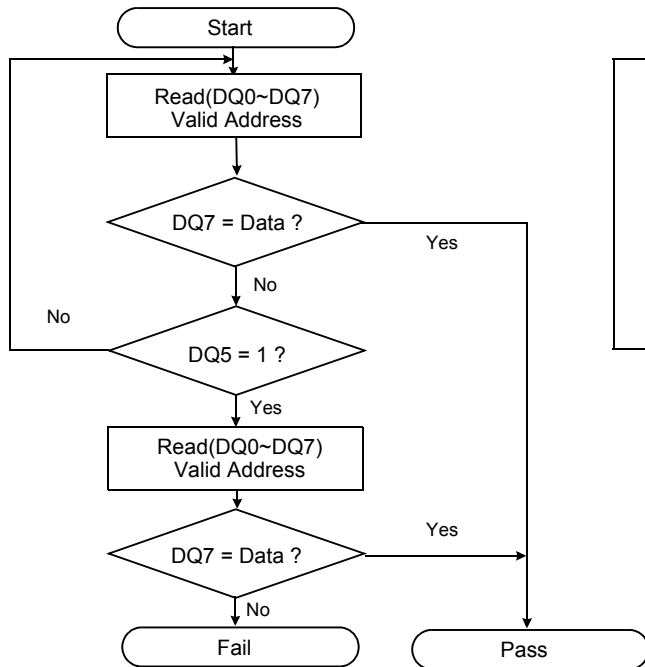 Start
Read(DQ0~DQ7)
Valid Address
DQ7 = Data ?
Yes
No
No
DQ5 = 1 ?
Yes
Read(DQ0~DQ7)
Valid Address
Yes
DQ7 = Data ?
No
Fail
Pass